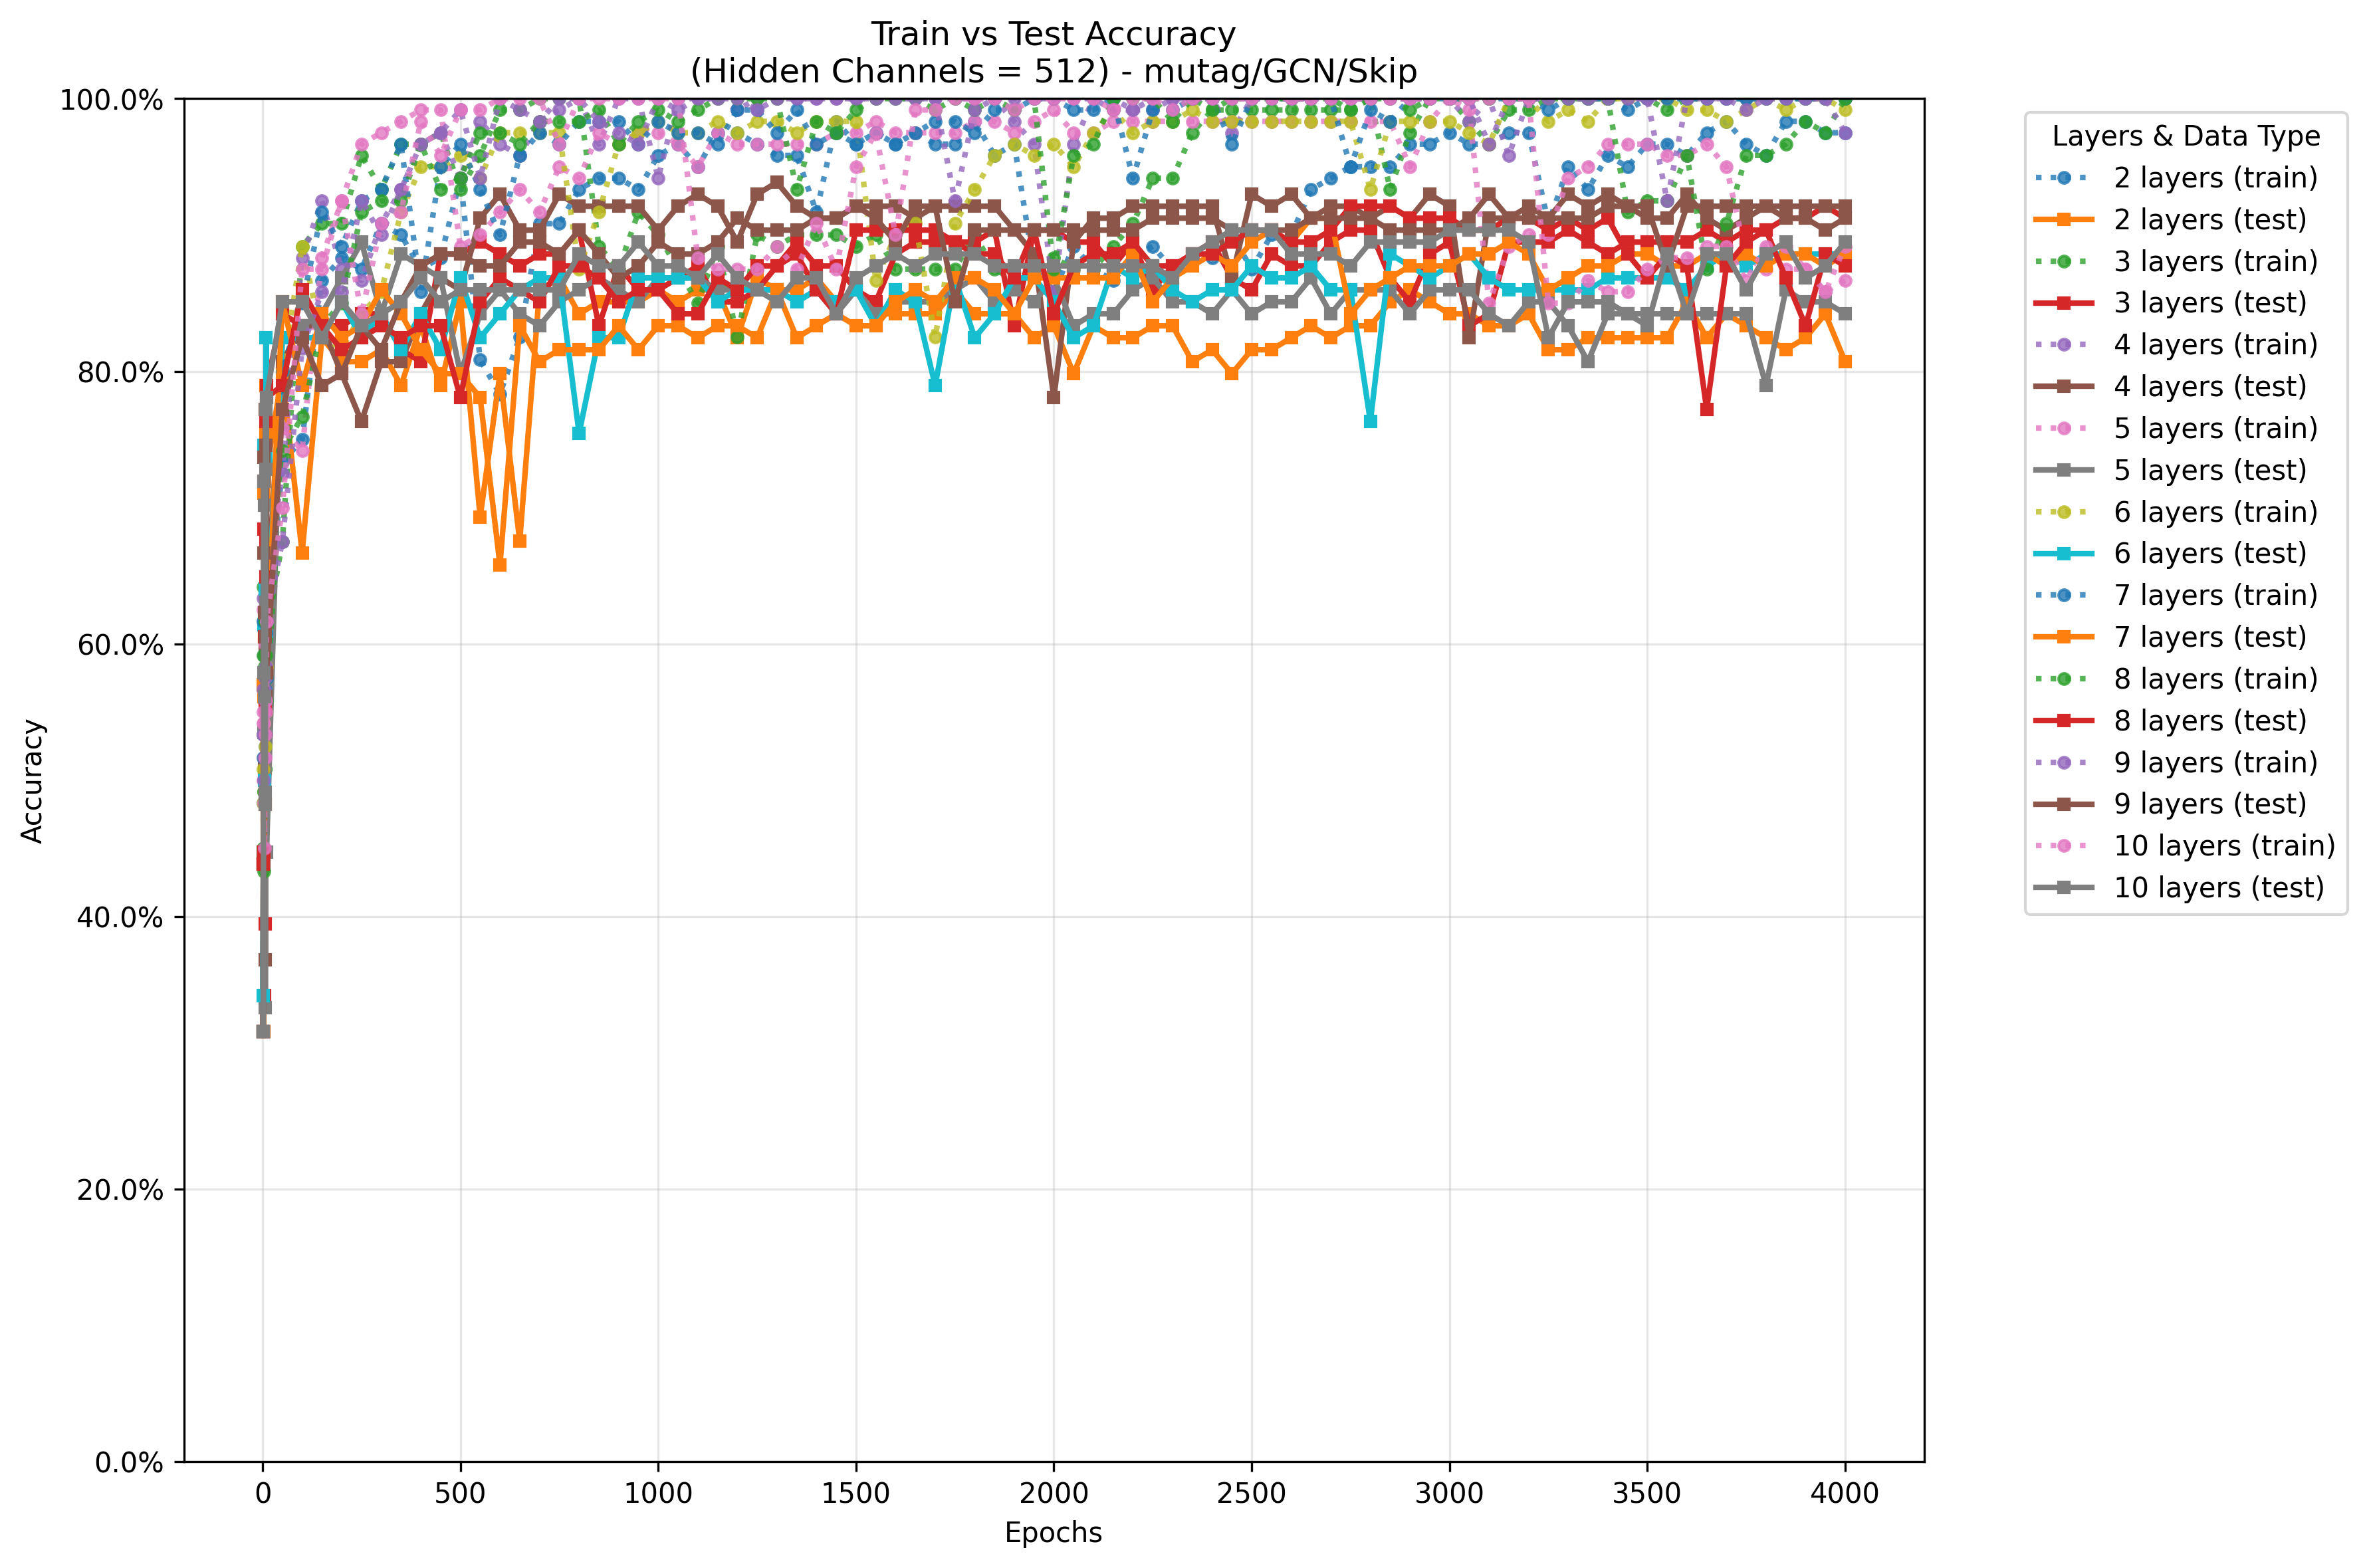 Train vs Test Accuracy
(Hidden Channels = 512) - mutag/GCN/Skip
100.0%
80.0%
60.0%
40.0%
20.0%
0.0%
Accuracy
0
500
1000
1500
2000
2500
3000
3500
4000
Epochs
Layers & Data Type
2 layers (train)
2 layers (test)
3 layers (train)
3 layers (test)
4 layers (train)
4 layers (test)
5 layers (train)
5 layers (test)
6 layers (train)
6 layers (test)
7 layers (train)
7 layers (test)
8 layers (train)
8 layers (test)
9 layers (train)
9 layers (test)
10 layers (train)
10 layers (test)